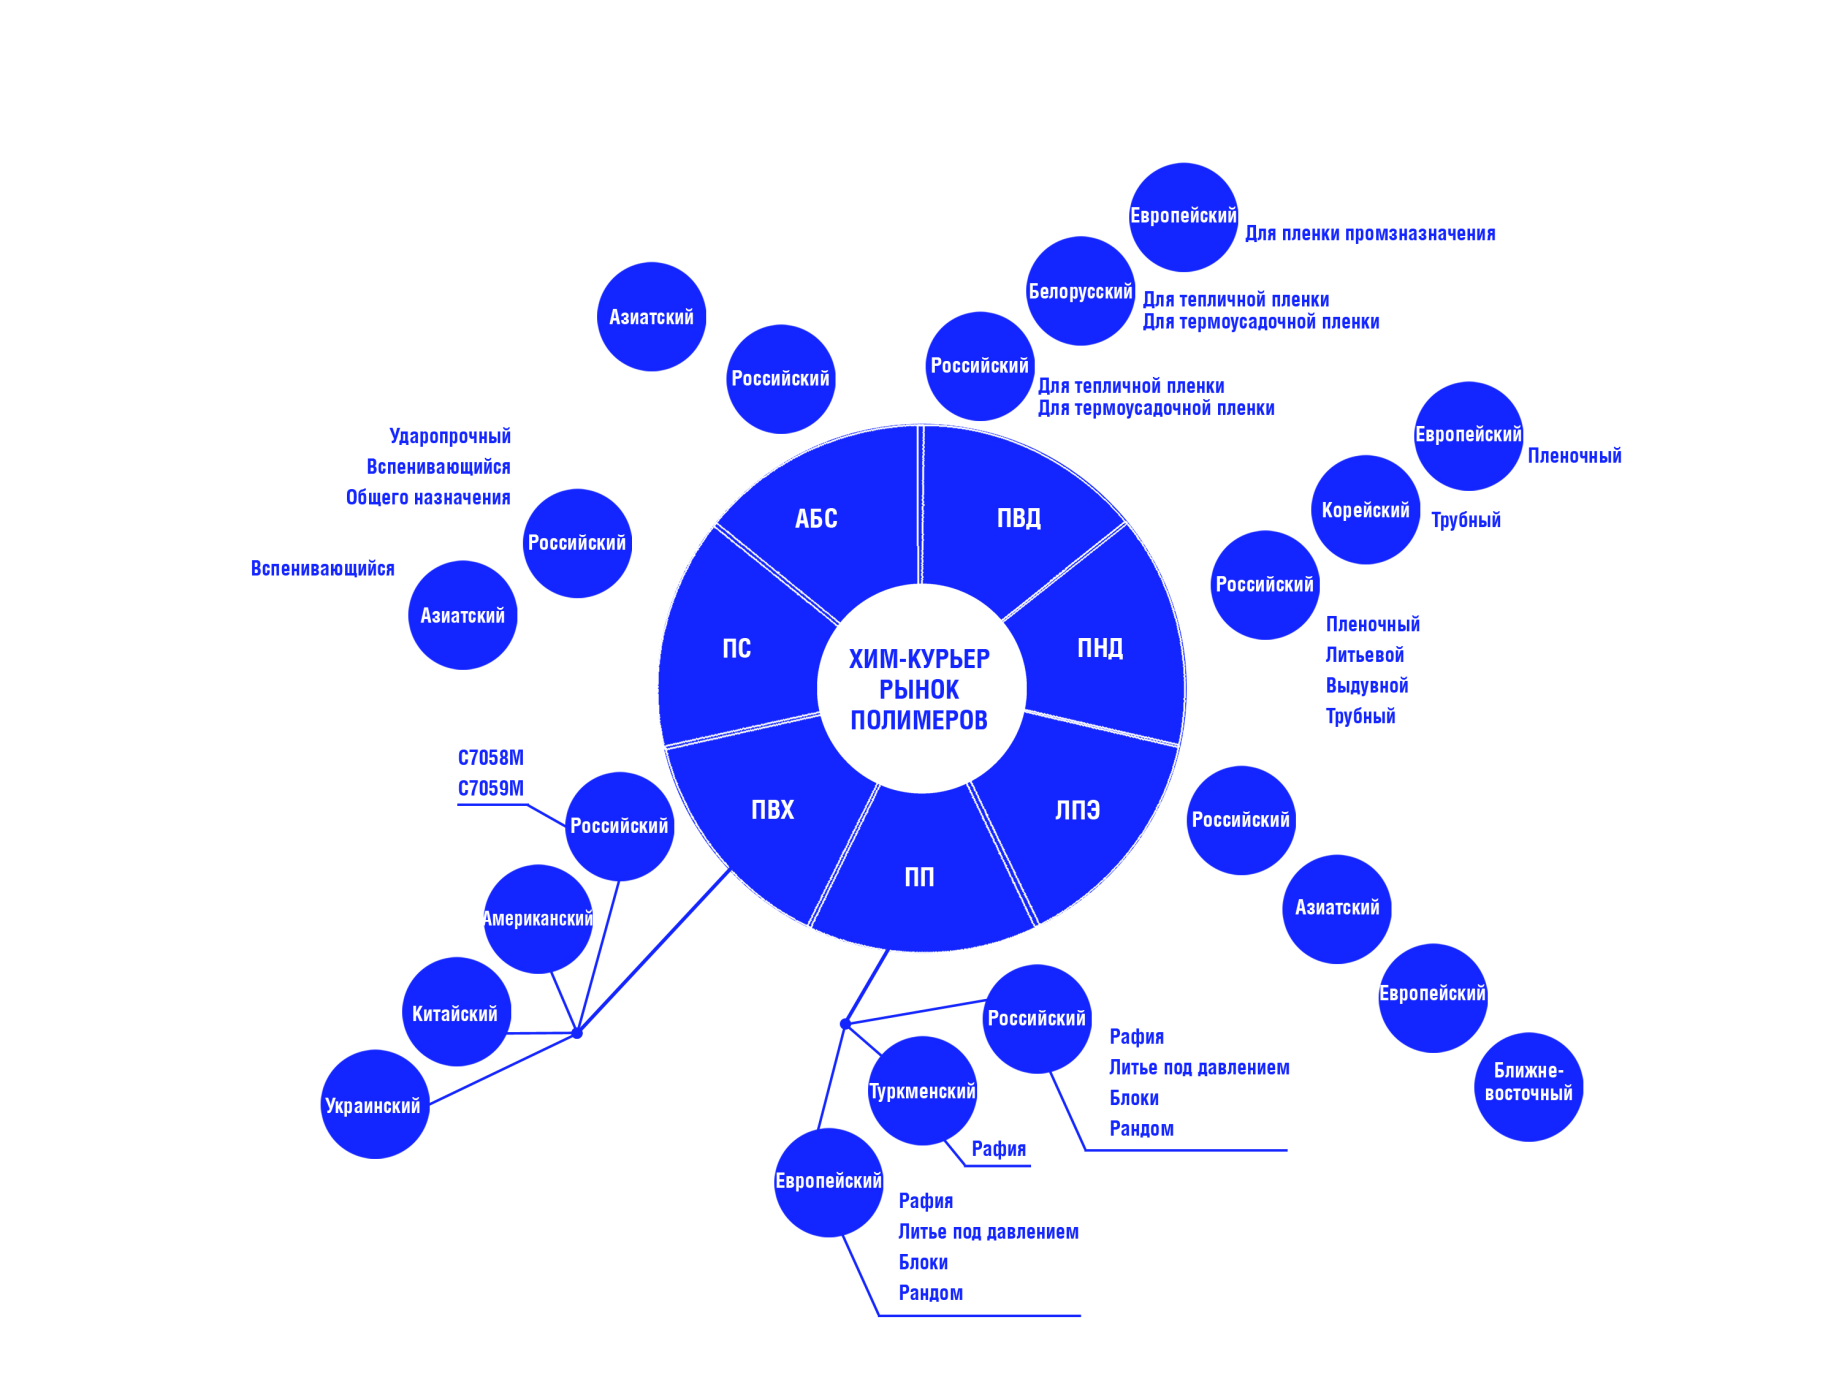 Европейский
Для пленки промзназначения
Белорусский
Для тепличной пленки
Для термоусадочной пленки
Российский
Для тепличной пленки
Для термоусадочной пленки
Азиатский
Российский
Европейский
Пленочный
Корейский
Трубный
Российский
Пленочный
Литьевой
Выдувной
Трубный
Ударопрочный
Вспенивающийся
Общего назначения
Российский
Вспенивающийся
Азиатский
АБС
ПВД
ПС
ПНД
ХИМ-КУРЬЕР
РЫНОК
ПОЛИМЕРОВ
ПВХ
ЛПЭ
ПП
С7058М
С7059М
Российский
Американский
Китайский
Украинский
Российский
Азиатский
Европейский
Ближне-
восточный
Российский
Рафия
Литье под давлением
Блоки
Рандом
Туркменский
Рафия
Европейский
Рафия
Литье под давлением
Блоки
Рандом